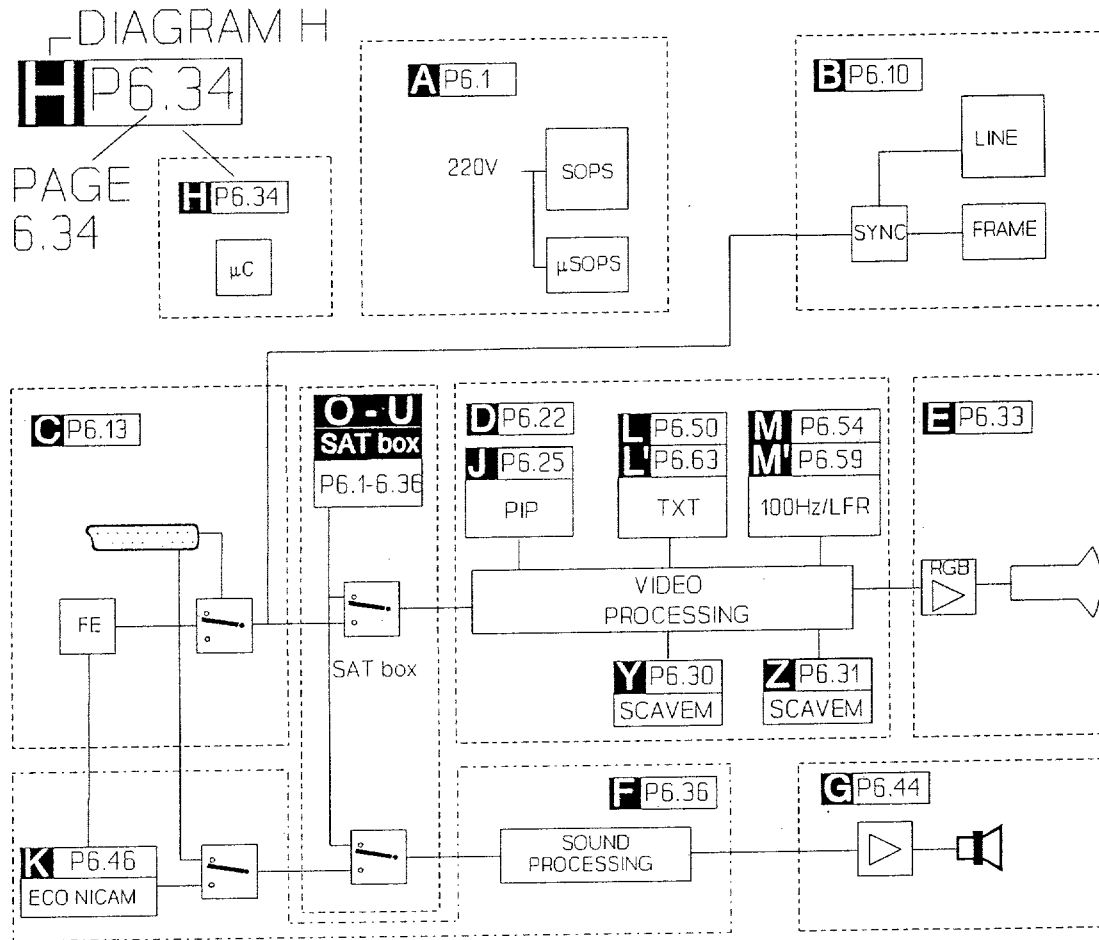 DIAGRAM H
H P6.34
PAGE
6.34
H P6.34
µC
A P6.1
220V
SOPS
µSOPS
B P6.10
LINE
SYNC
FRAME
C P6.13
FE
O - U
SAT box
P6.1-6.36
SAT box
D P6.22
J P6.25
PIP
L P6.50
L' P6.63
TXT
M P6.54
M' P6.59
100Hz/LFR
VIDEO
PROCESSING
Y P6.30
SCAVEM
Z P6.31
SCAVEM
E P6.33
RGB
K P6.46
ECO NICAM
F P6.36
SOUND
PROCESSING
G P6.44